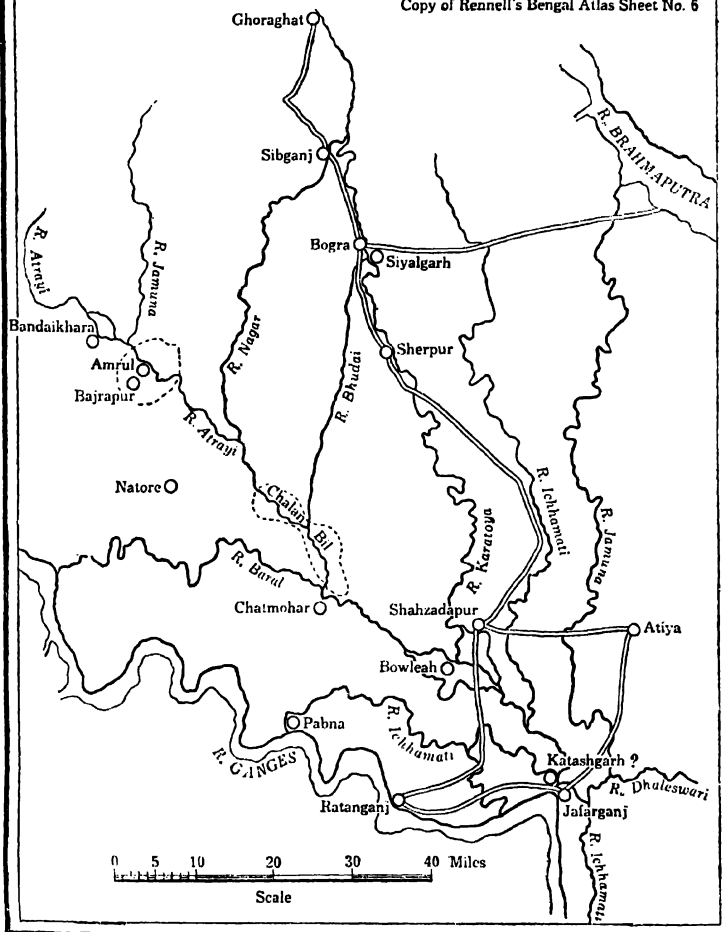 Copy of Rennell's Bengal Atlas Sheet No. 6
Ghoraghat
R. BRAHMAPUTRA
Sibganj
R. Atrayi
R. Jamuna
Bogra
Siyalgarh
Bandaikhara
R. Nagar
Sherpur
Amrul
R. Bhudai
Bajrapur
R. Atrayi
Natore
Chalan Bil
R. Ichhamati
R. Karatoya
R. Jamuna
R. Baral
Chatmohar
Shahzadapur
Atiya
Bowleah
Pabna
R. Ichhamati
R. GANGES
Katashgarh ?
R. Dhaleswari
Ratanganj
Jafarganj
R. Ichhamati
0 5 10 20 30 40 Miles
Scale